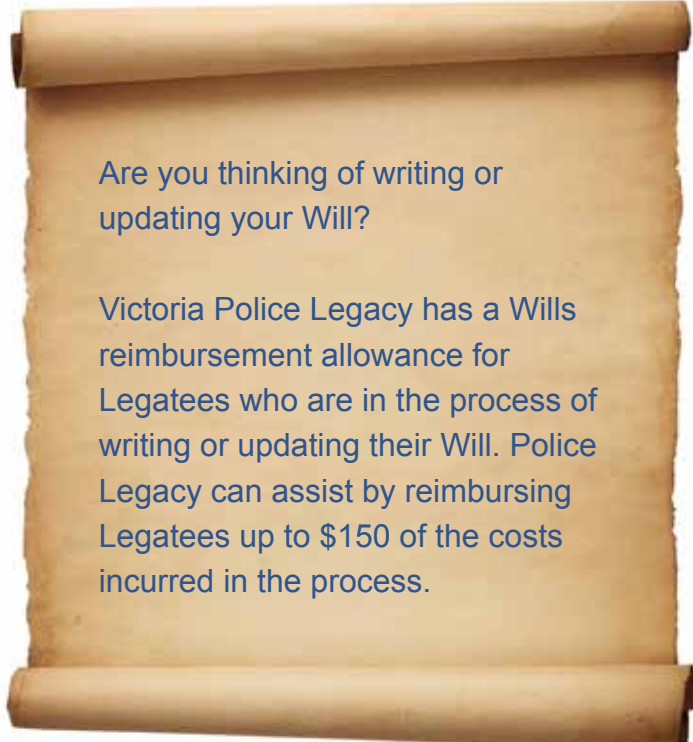 Are you thinking of writing or
updating your Will?
Victoria Police Legacy has a Wills
reimbursement allowance for
Legatees who are in the process of
writing or updating their Will. Police
Legacy can assist by reimbursing
Legatees up to $150 of the costs
incurred in the process.